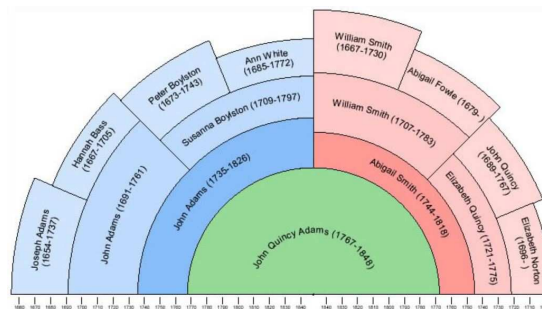 William Smith
(1667-1730)
Ann White
(1685-1772)
Peter Boylston
(1673-1743)
Abigail Fowle (1679-)
Hannah Bass
(1667-1705)
Susanna Boylston (1709-1797)
William Smith (1707-1783)
John Quincy
(1689-1767)
Joseph Adams
(1654-1737)
John Adams (1691-1761)
John Adams (1735-1826)
Abigail Smith (1744-1818)
Elizabeth Quincy (1721-1775)
Elizabeth Norton
(1696- )
John Quincy Adams (1767-1848)